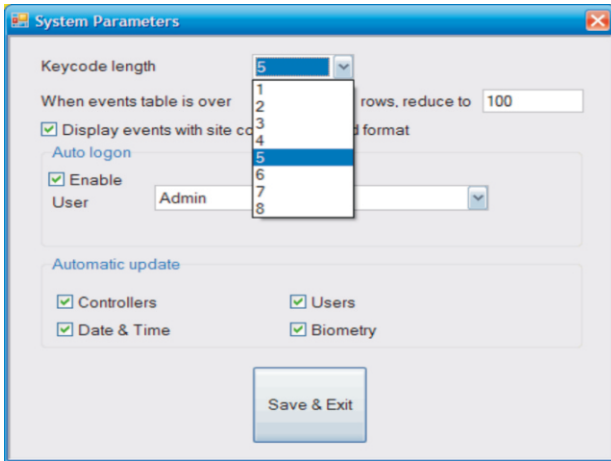 System Parameters
Keycode length 5
When events table is over rows, reduce to 100
1
2
3
4
5
6
7
8
Display events with site co d format
Auto logon
Enable
User Admin
Automatic update
Controllers Users
Date & Time Biometry
Save & Exit